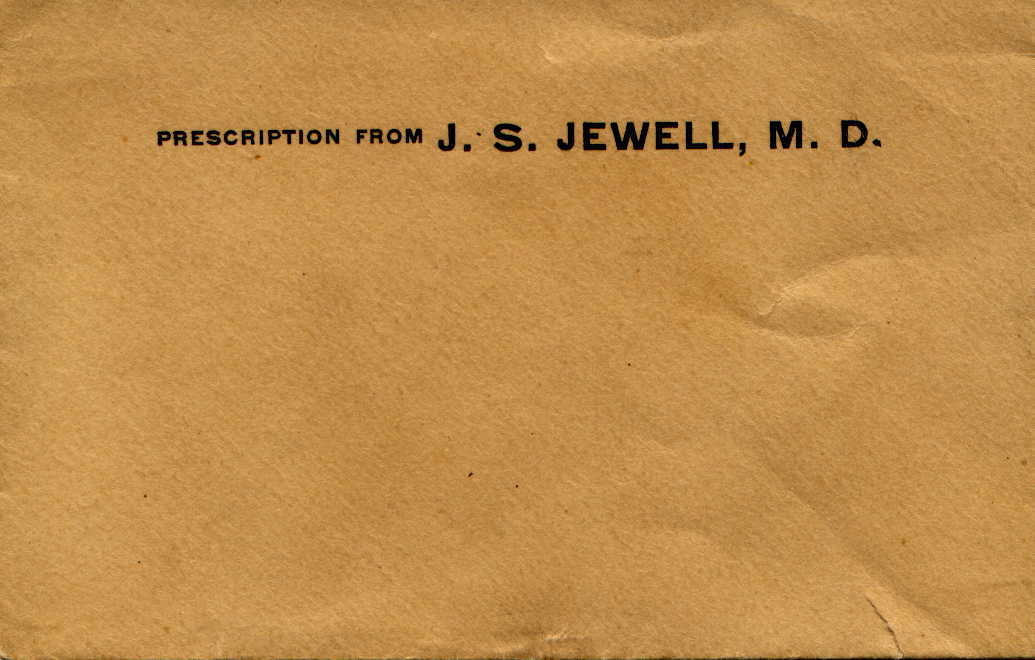 PRESCRIPTION FROM J. S. JEWELL, M. D.